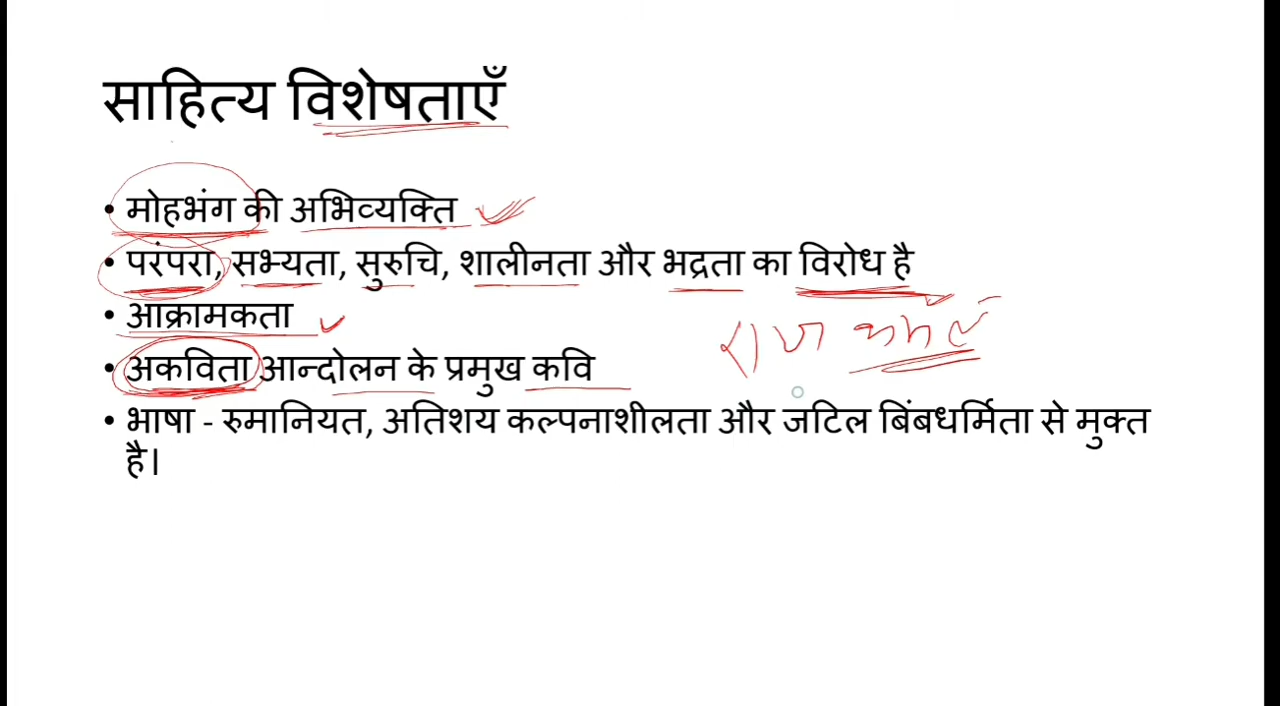 साहित्य विशेषताएँ
• मोहभंग की अभिव्यक्ति
• परंपरा, सभ्यता, सुरुचि, शालीनता और भद्रता का विरोध है
• आक्रामकता
• अकविता आन्दोलन के प्रमुख कवि
• भाषा - रुमानियत, अतिशय कल्पनाशीलता और जटिल बिंबधर्मिता से मुक्त
है।